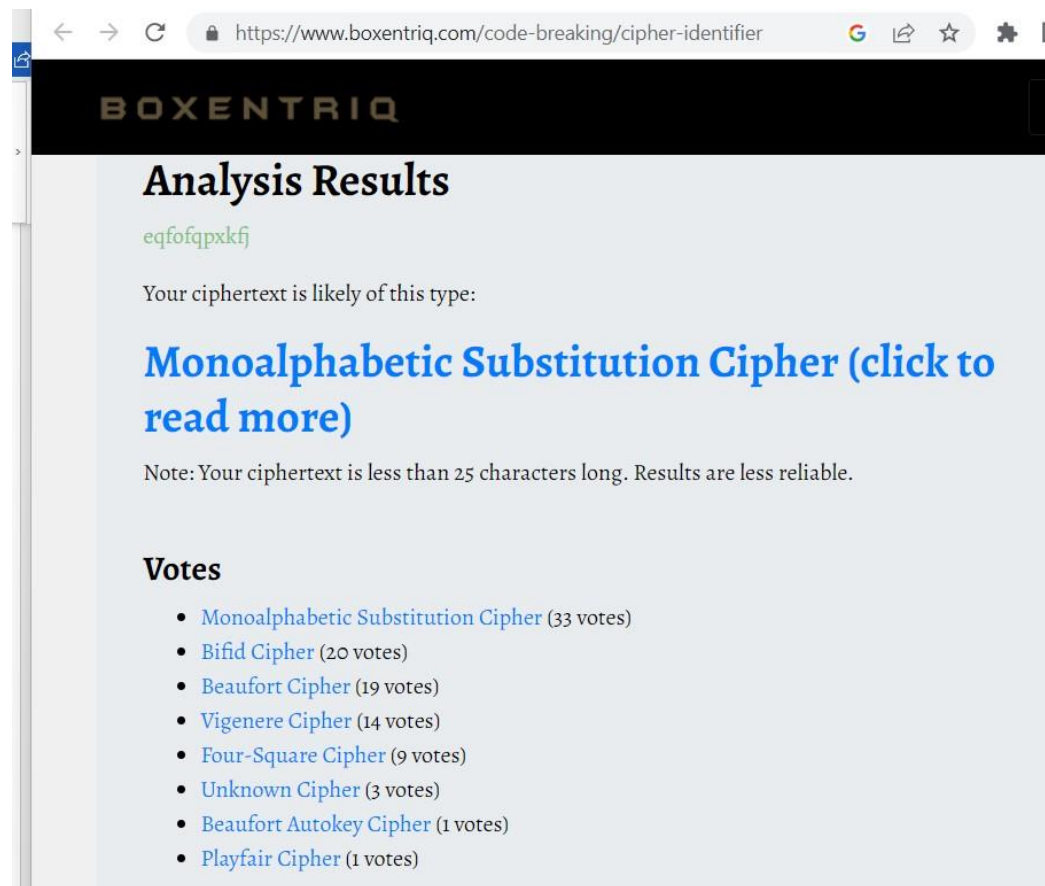 https://www.boxentriq.com/code-breaking/cipher-identifier
BOXENTRIQ
Analysis Results
eqfofqpxkfj
Your ciphertext is likely of this type:
Monoalphabetic Substitution Cipher (click to
read more)
Note: Your ciphertext is less than 25 characters long. Results are less reliable.
Votes
• Monoalphabetic Substitution Cipher (33 votes)
• Bifid Cipher (20 votes)
• Beaufort Cipher (19 votes)
• Vigenere Cipher (14 votes)
• Four-Square Cipher (9 votes)
• Unknown Cipher (3 votes)
• Beaufort Autokey Cipher (1 votes)
• Playfair Cipher (1 votes)